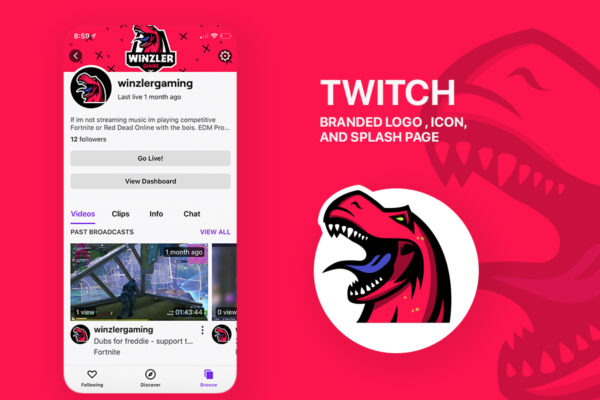 8:59
WINZLER
GAMING
winzlergaming
Last live 1 month ago
If im not streaming music im playing competitive
Fortnite or Red Dead Online with the bois. EDM Pro...
12 followers
Go Live!
View Dashboard
Videos Clips Info Chat
PAST BROADCASTS VIEW ALL
1 month ago
1 view 01:43:44 0 view
winzlergaming
Dubs for freddie - support t...
Fortnite
Following Discover Browse
TWITCH
BRANDED LOGO , ICON,
AND SPLASH PAGE